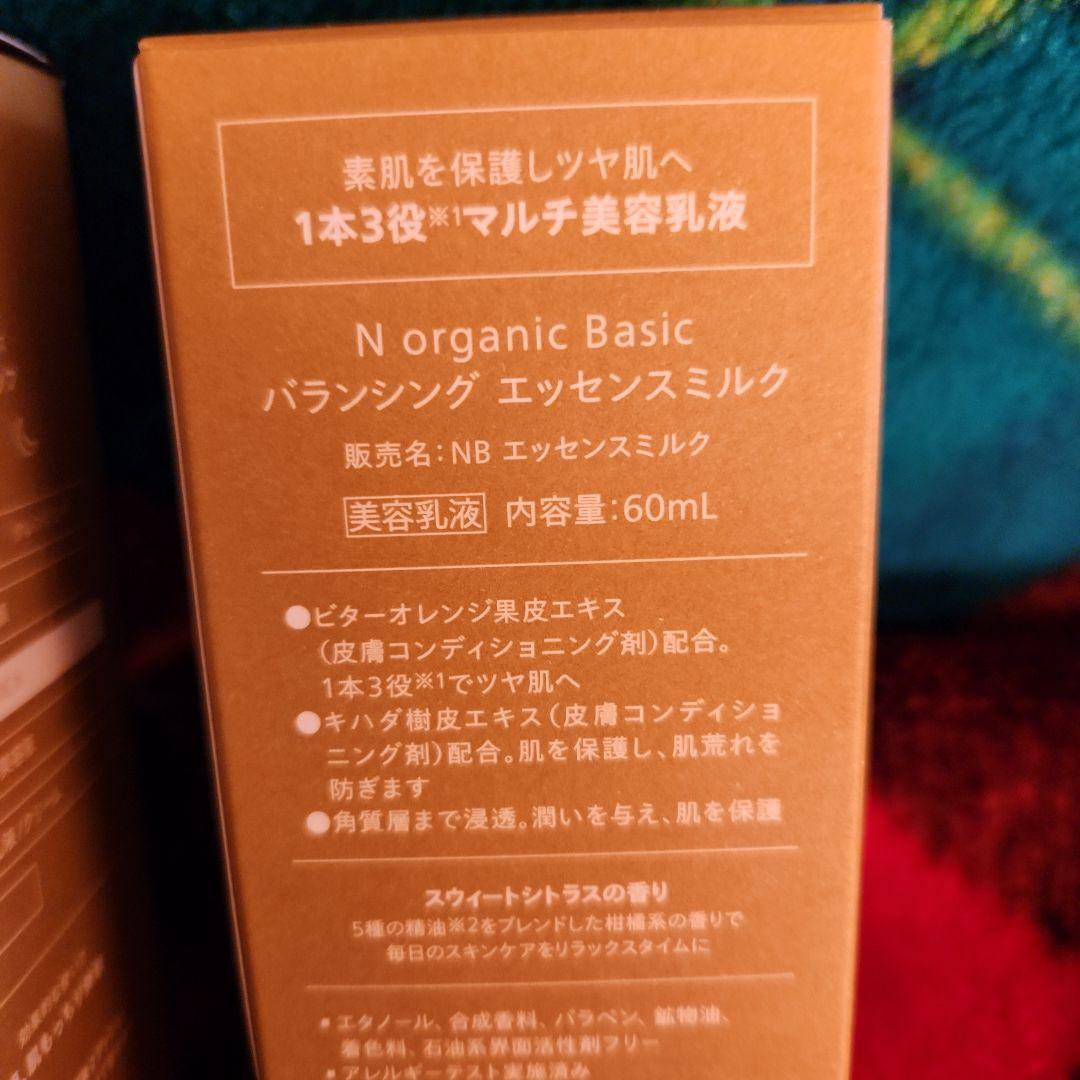 素肌を保護しツヤ肌へ
1本3役※1マルチ美容乳液
N organic Basic
バランシング エッセンスミルク
販売名:NB エッセンスミルク
美容乳液 内容量:60mL
●ビターオレンジ果皮エキス
(皮膚コンディショニング剤)配合。
1本3役※1でツヤ肌へ
●キハダ樹皮エキス(皮膚コンディショ
ニング剤)配合。肌を保護し、肌荒れを
防ぎます
●角質層まで浸透。潤いを与え、肌を保護
スウィートシトラスの香り
5種の精油※2をブレンドした柑橘系の香りで
毎日のスキンケアをリラックスタイムに
▪エタノール、合成香料、パラベン、鉱物油、
着色料、石油系界面活性剤フリー
▪アレルギーテスト実施済み